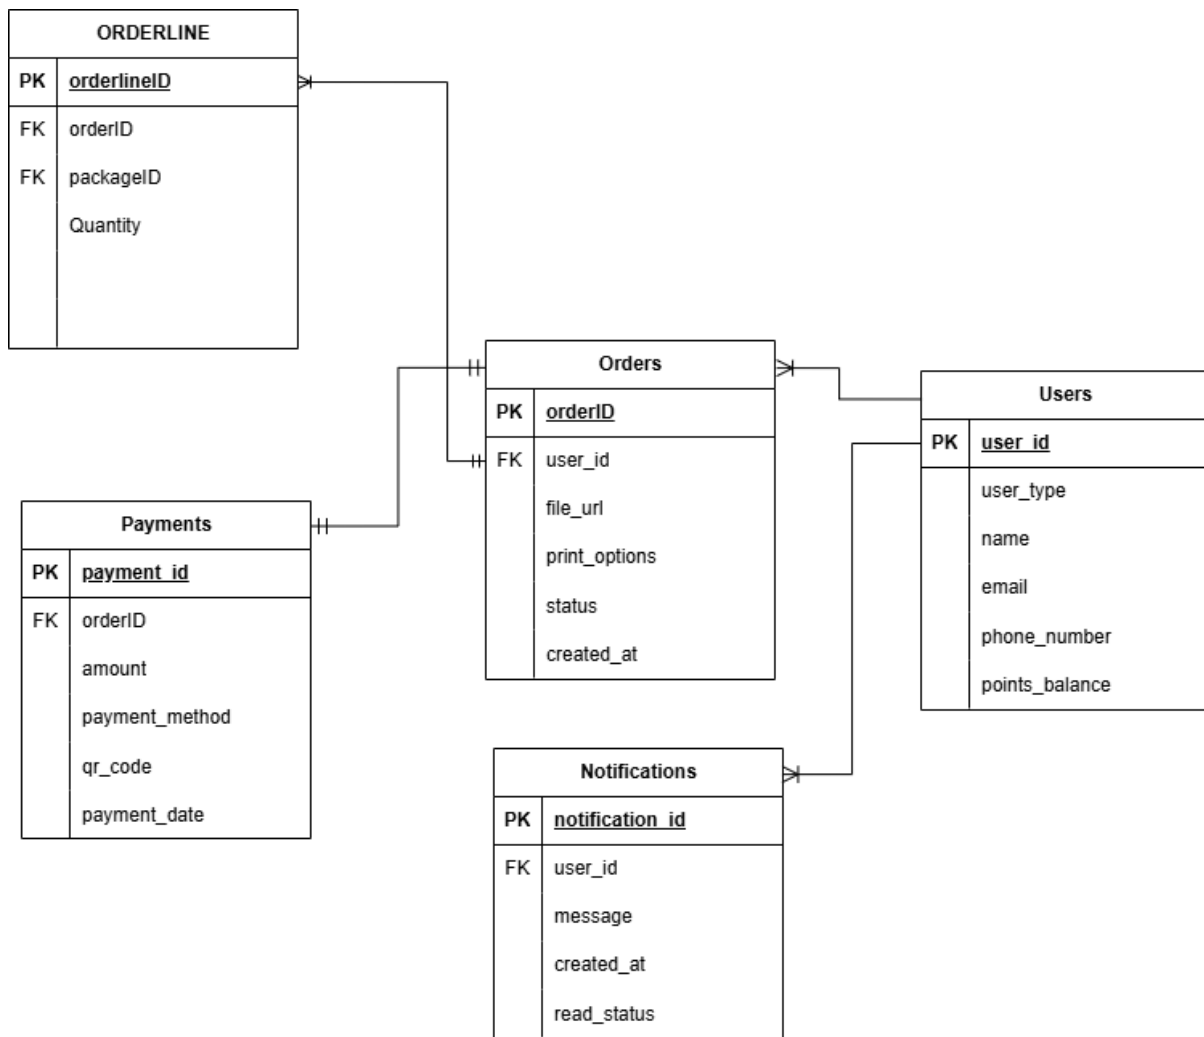 ORDERLINE
PK orderlineID
FK orderID
FK packageID
Quantity
Orders
PK orderID
FK user_id
file_url
print_options
status
created_at
Users
PK user_id
user_type
name
email
phone_number
points_balance
Payments
PK payment_id
FK orderID
amount
payment_method
qr_code
payment_date
Notifications
PK notification_id
FK user_id
message
created_at
read_status